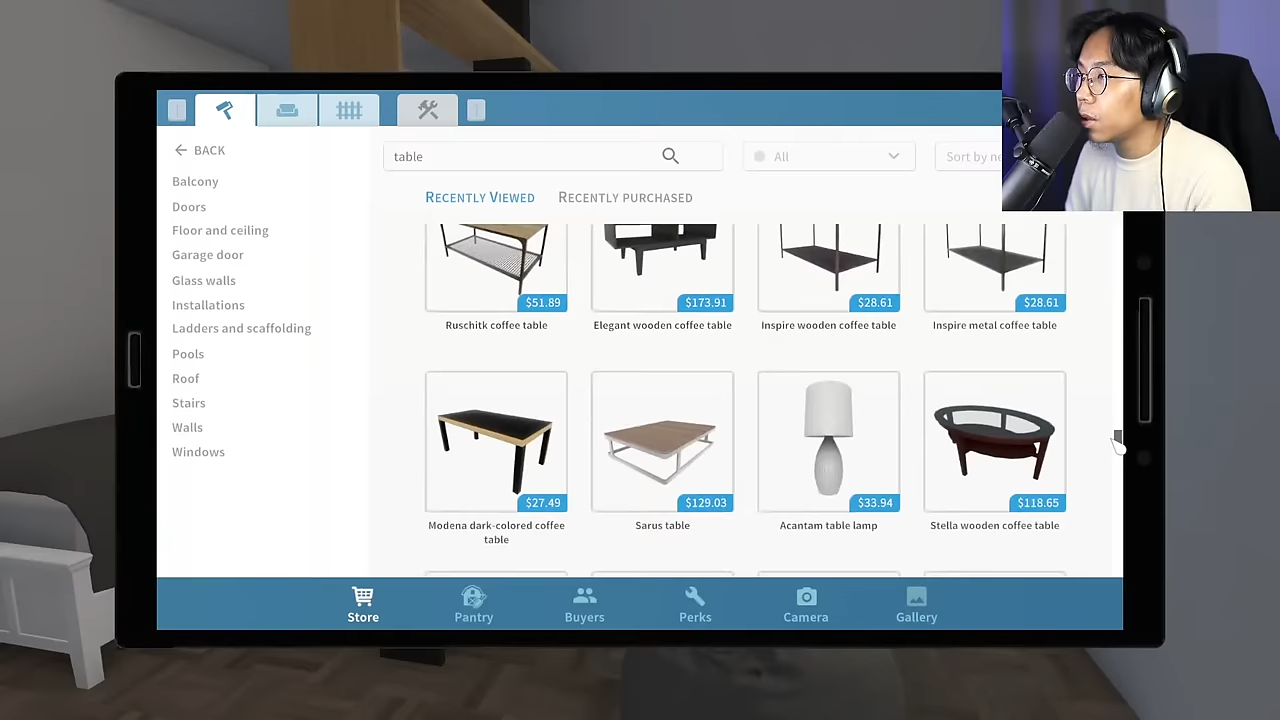 BACK
Balcony
Doors
Floor and ceiling
Garage door
Glass walls
Installations
Ladders and scaffolding
Pools
Roof
Stairs
Walls
Windows
table
All
Sort by ne
RECENTLY VIEWED
RECENTLY PURCHASED
$51.89
$173.91
$28.61
$28.61
Ruschitk coffee table
Elegant wooden coffee table
Inspire wooden coffee table
Inspire metal coffee table
$27.49
$129.03
$33.94
$118.65
Modena dark-colored coffee
table
Sarus table
Acantam table lamp
Stella wooden coffee table
Store
Pantry
Buyers
Perks
Camera
Gallery